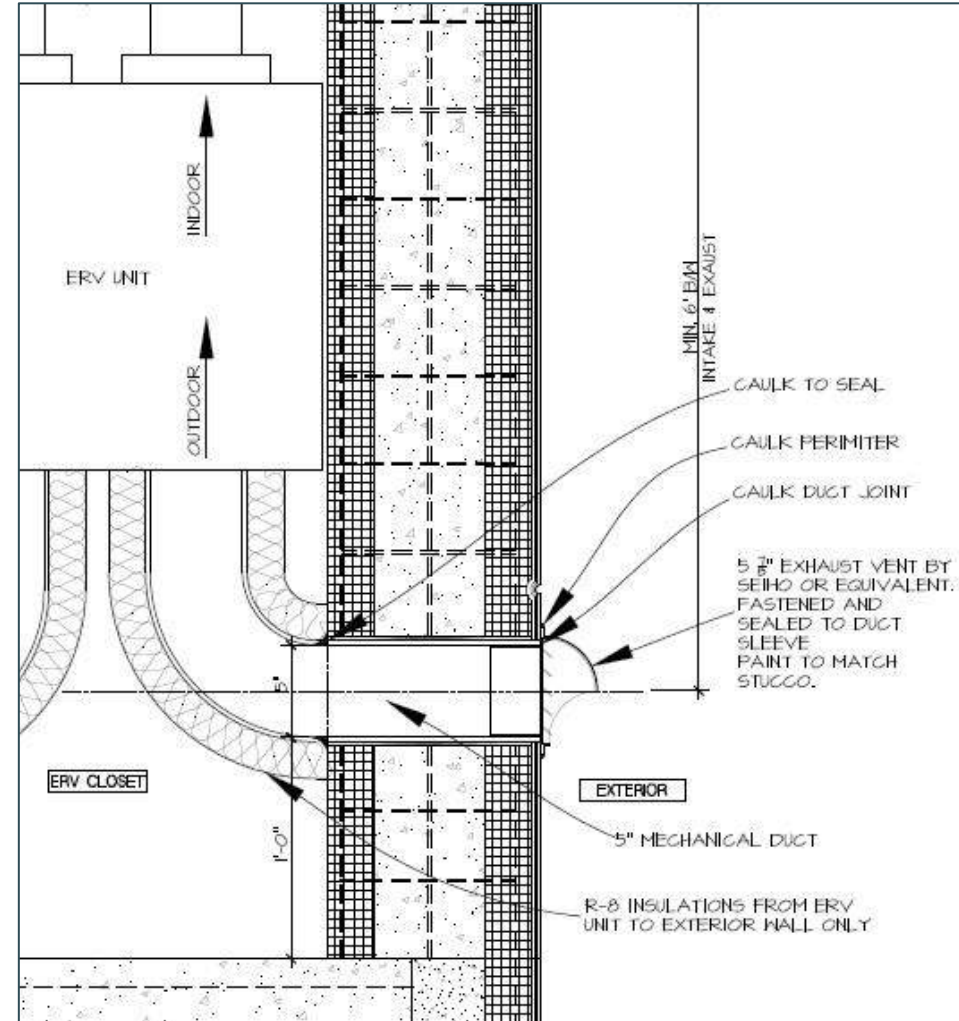 INDOOR
ERV UNIT
OUTDOOR
MIN. 6' B/W
INTAKE & EXAUST
CAULK TO SEAL
CAULK PERIMITER
CAULK DUCT JOINT
5 7/8" EXHAUST VENT BY
SEIHO OR EQUIVALENT.
FASTENED AND
SEALED TO DUCT
SLEEVE
PAINT TO MATCH
STUCCO.
5"
ERV CLOSET
EXTERIOR
5" MECHANICAL DUCT
1'-0"
R-8 INSULATIONS FROM ERV
UNIT TO EXTERIOR WALL ONLY